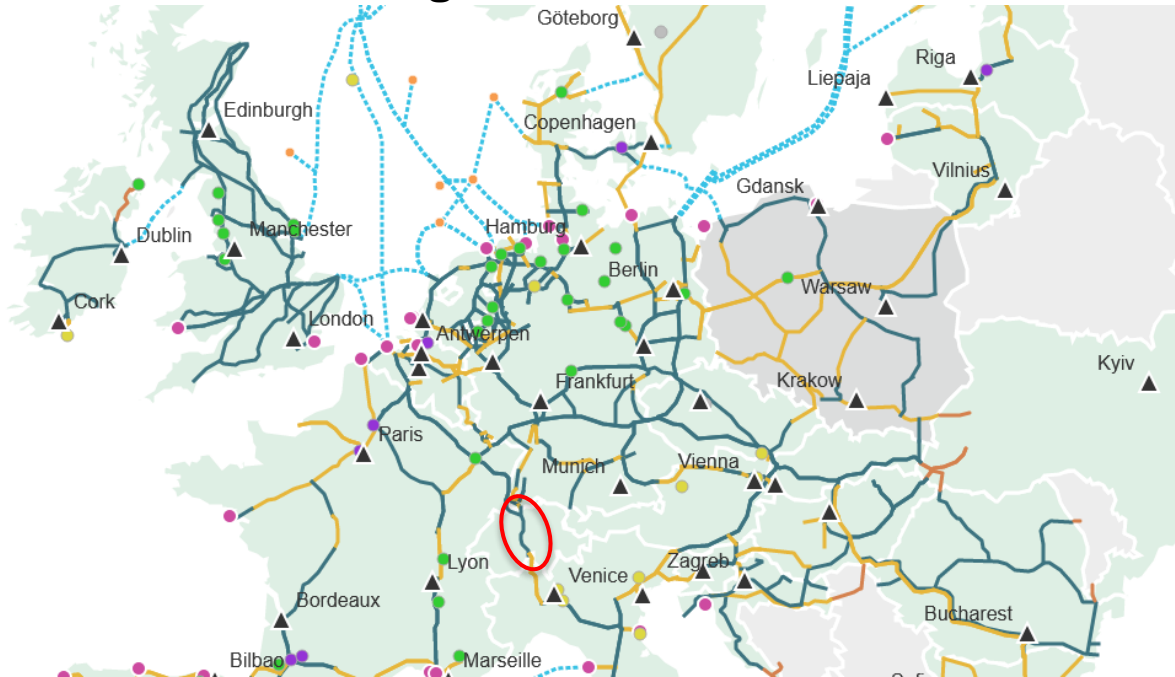 Göteborg
Riga
Liepaja
Edinburgh
Copenhagen
Vilnius
Gdansk
Dublin
Manchester
Hamburg
Berlin
Warsaw
Cork
London
Antwerpen
Kyiv
Frankfurt
Krakow
Paris
Munich
Vienna
Lyon
Venice
Zagreb
Bordeaux
Bucharest
Bilbao
Marseille